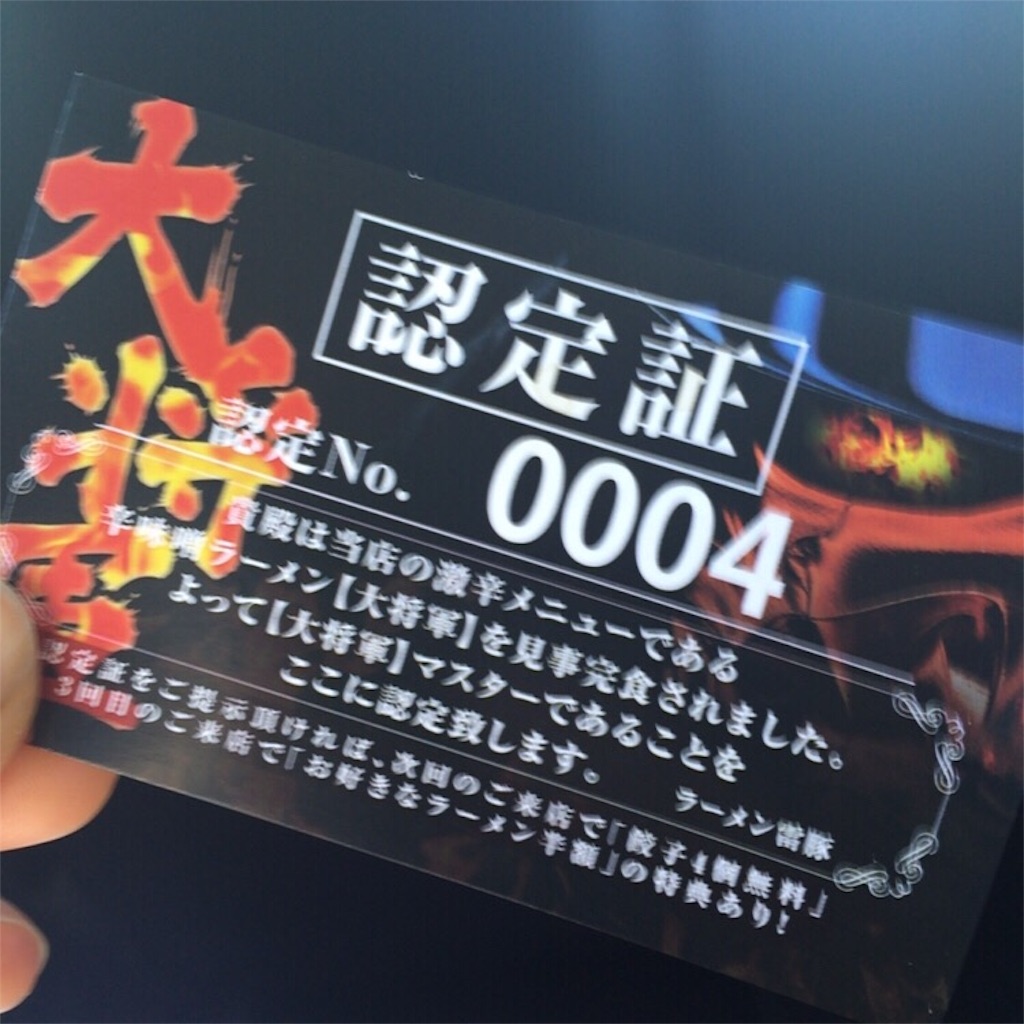 大将軍
認定証
認定No. 0004
貴殿は当店の激辛メニューである
辛味噌ラーメン【大将軍】を見事完食されました。
よって【大将軍】マスターであることを
ここに認定致します。
ラーメン雷豚
認定証をご提示頂ければ、次回のご来店で「餃子4個無料」
3回目のご来店で「お好きなラーメン半額」の特典あり!